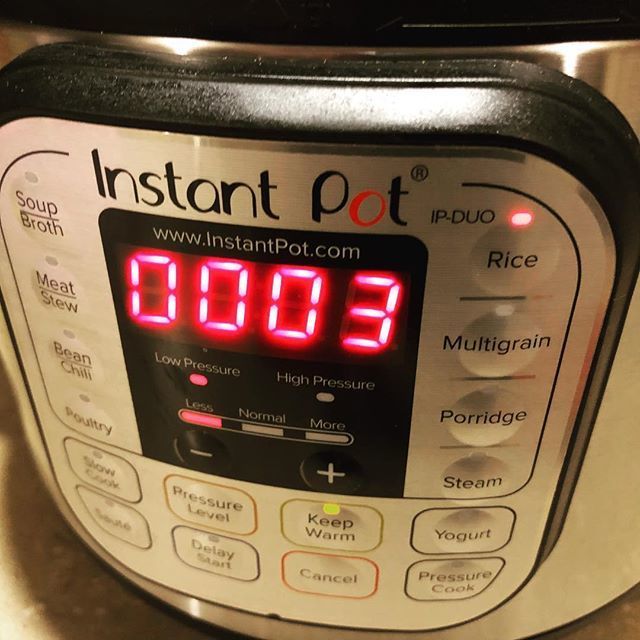 Instant Pot®
IP-DUO
www.InstantPot.com
0003
Low Pressure
High Pressure
Less
Normal
More
−
+
Soup
Broth
Meat
Stew
Bean
Chili
Poultry
Slow
Cook
Sauté
Rice
Multigrain
Porridge
Steam
Pressure
Level
Keep
Warm
Yogurt
Delay
Start
Cancel
Pressure
Cook